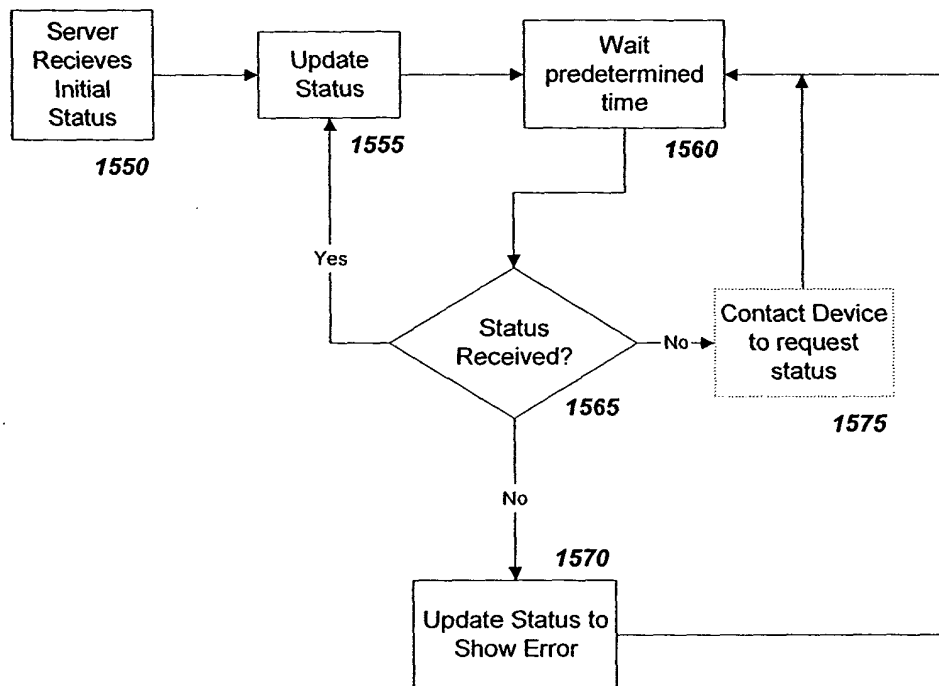 Server
Recieves
Initial
Status
1550
Update
Status
1555
Wait
predetermined
time
1560
Yes
Status
Received?
1565
No
Contact Device
to request
status
1575
No
1570
Update Status to
Show Error